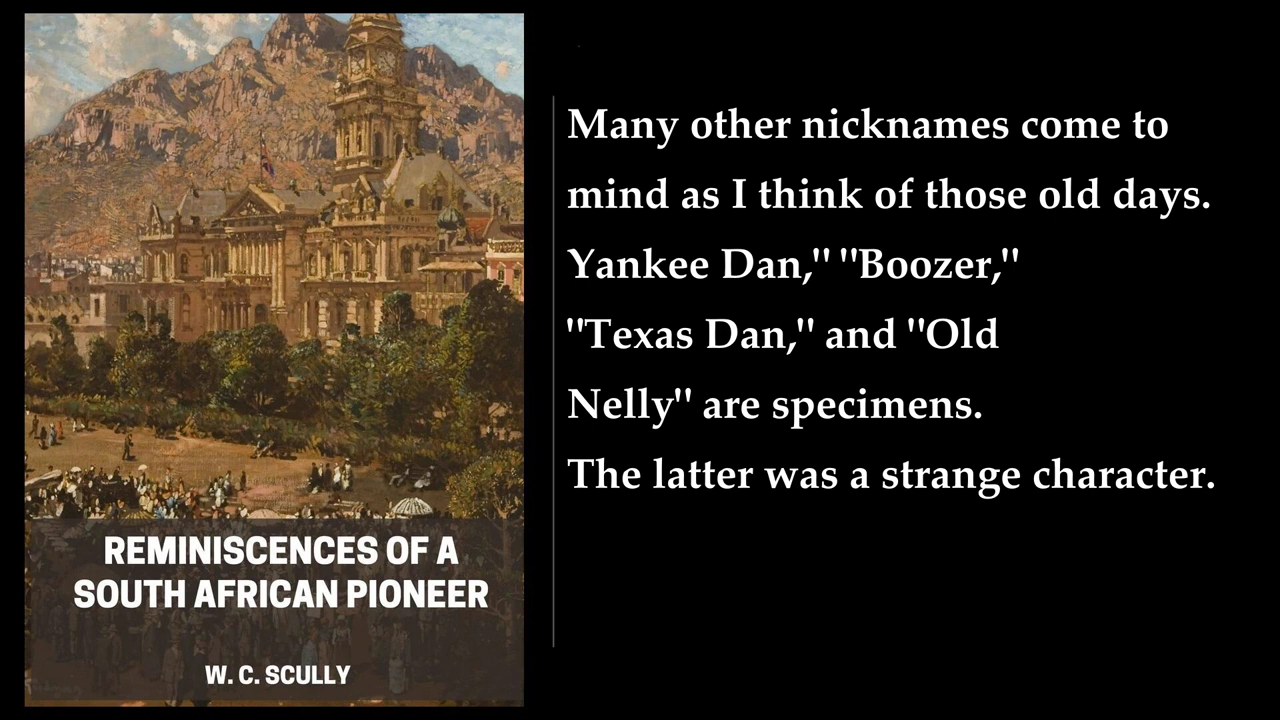 REMINISCENCES OF A
SOUTH AFRICAN PIONEER
W. C. SCULLY
Many other nicknames come to
mind as I think of those old days.
Yankee Dan," "Boozer,"
"Texas Dan," and "Old
Nelly" are specimens.
The latter was a strange character.